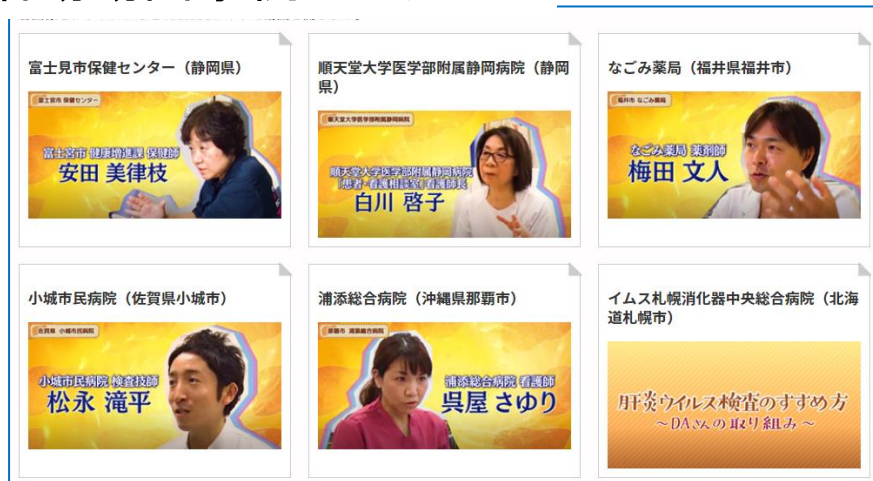 富士見市保健センター（静岡県）
順天堂大学医学部附属静岡病院（静岡
県）
なごみ薬局（福井県福井市）
富士宮市 保健センター
富士宮市 健康増進課 保健師
安田 美律枝
順天堂大学医学部附属静岡病院
順天堂大学医学部附属静岡病院
「患者・看護相談室」看護師長
白川 啓子
福井市 なごみ薬局
なごみ薬局 薬剤師
梅田 文人
小城市民病院（佐賀県小城市）
浦添総合病院（沖縄県那覇市）
イムス札幌消化器中央総合病院（北海
道札幌市）
佐賀県 小城市民病院
小城市民病院 検査技師
松永 滝平
那覇市 浦添総合病院
浦添総合病院 看護師
呉屋 さゆり
肝炎ウイルス検査のすすめ方
～DAさんの取り組み～